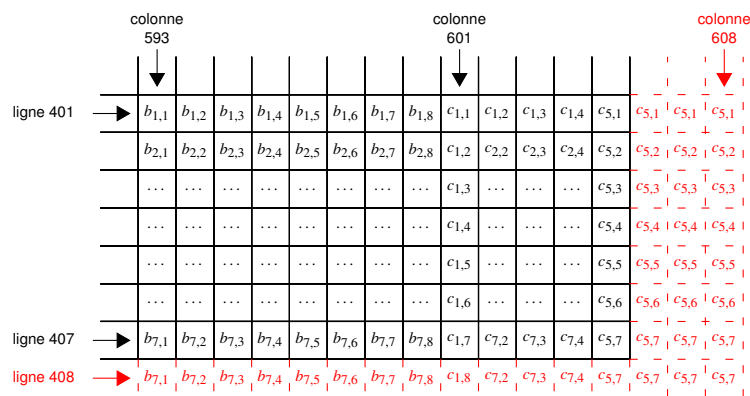 colonne colonne colonne
593 601 608
ligne 401 b1,1 b1,2 b1,3 b1,4 b1,5 b1,6 b1,7 b1,8 c1,1 c1,2 c1,3 c1,4 c5,1 c5,1 c5,1 c5,1
b2,1 b2,2 b2,3 b2,4 b2,5 b2,6 b2,7 b2,8 c1,2 c2,2 c2,3 c2,4 c5,2 c5,2 c5,2 c5,2
... ... ... ... ... ... ... ... c1,3 ... ... ... c5,3 c5,3 c5,3 c5,3
... ... ... ... ... ... ... ... c1,4 ... ... ... c5,4 c5,4 c5,4 c5,4
... ... ... ... ... ... ... ... c1,5 ... ... ... c5,5 c5,5 c5,5 c5,5
... ... ... ... ... ... ... ... c1,6 ... ... ... c5,6 c5,6 c5,6 c5,6
ligne 407 b7,1 b7,2 b7,3 b7,4 b7,5 b7,6 b7,7 b7,8 c1,7 c7,2 c7,3 c7,4 c5,7 c5,7 c5,7 c5,7
ligne 408 b7,1 b7,2 b7,3 b7,4 b7,5 b7,6 b7,7 b7,8 c1,8 c7,2 c7,3 c7,4 c5,7 c5,7 c5,7 c5,7